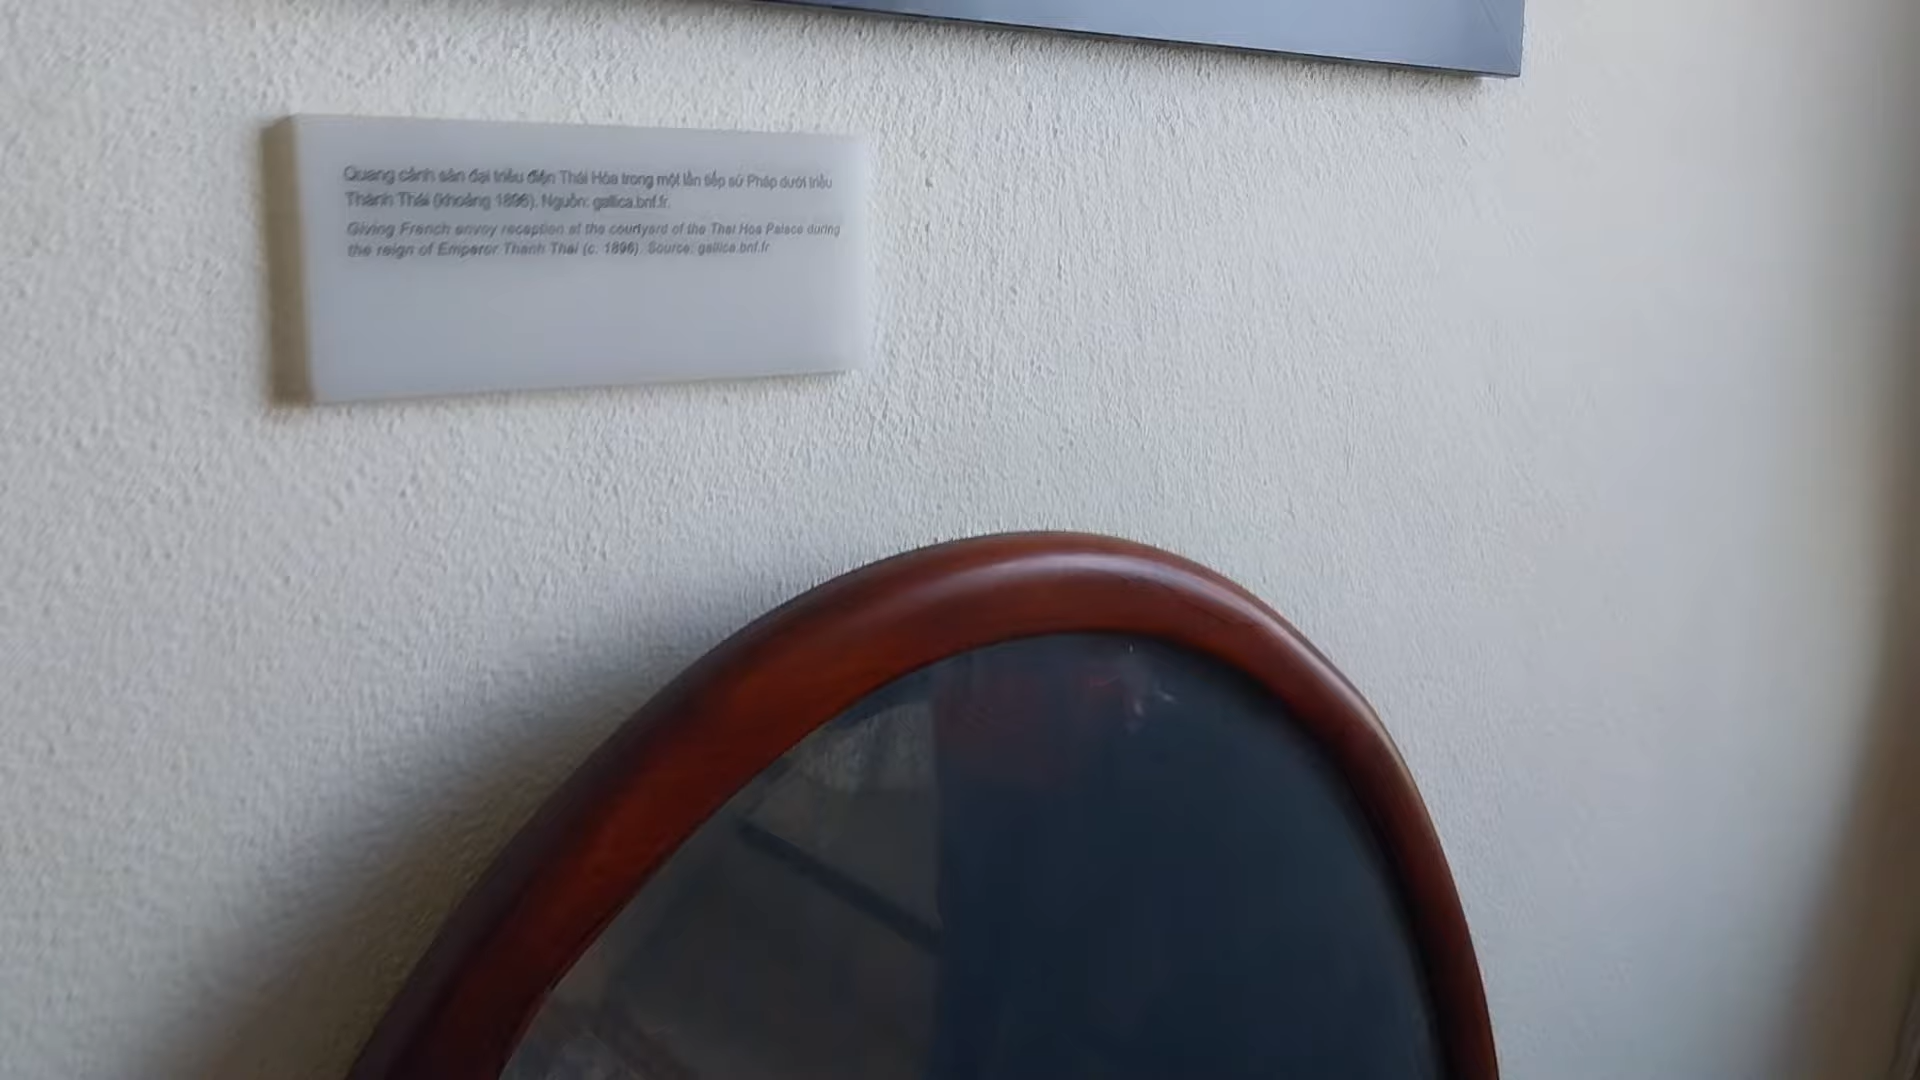 Quang cảnh sân đại triều điện Thái Hòa trong một lần tiếp sứ Pháp dưới triều
Thành Thái (khoảng 1896). Nguồn: gallica.bnf.fr.
Giving French envoy reception at the courtyard of the Thai Hoa Palace during
the reign of Emperor Thanh Thai (c. 1896). Source: gallica.bnf.fr